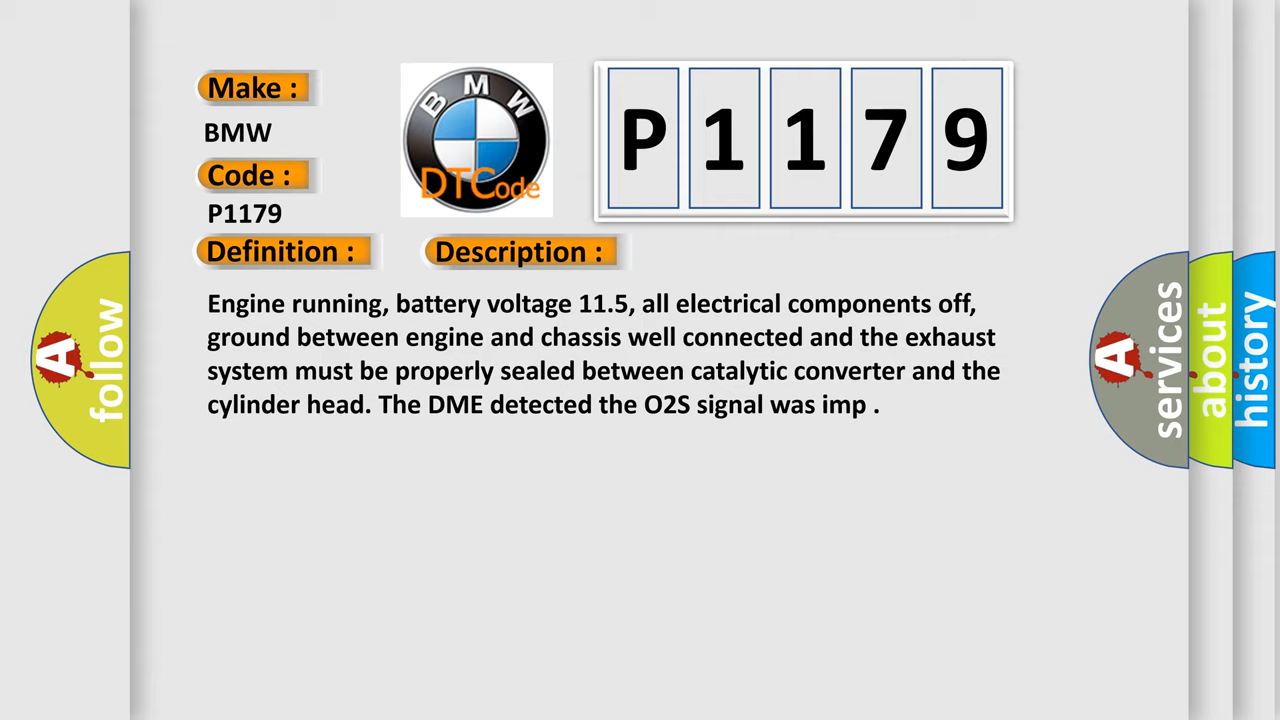 Make :
BMW
Code :
P1179
Definition :
Description :
BMW
DTCode
P 1 1 7 9
Engine running, battery voltage 11.5, all electrical components off,
ground between engine and chassis well connected and the exhaust
system must be properly sealed between catalytic converter and the
cylinder head. The DME detected the O2S signal was imp .
A
follow
A
services
about
history